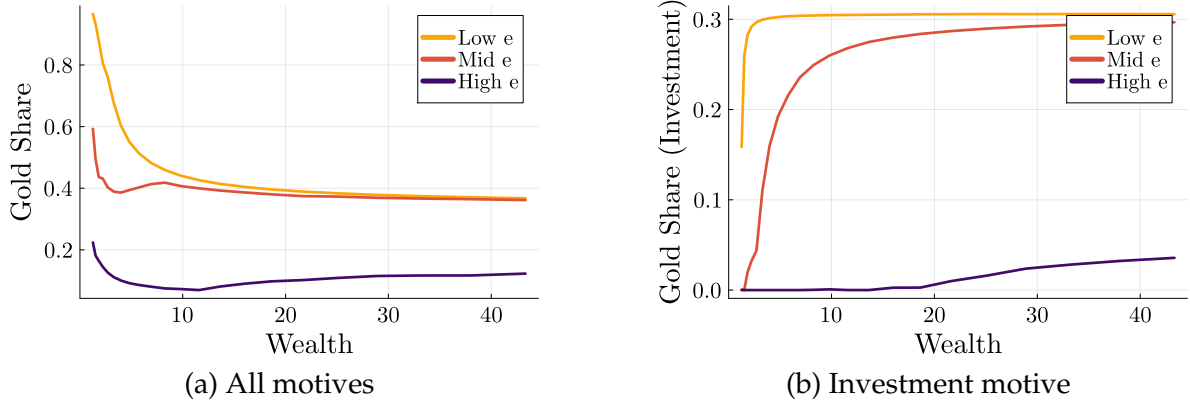 Gold Share
0.8
0.6
0.4
0.2
Low e
Mid e
High e
10
20
30
40
Wealth
(a) All motives
Gold Share (Investment)
0.3
0.2
0.1
0.0
Low e
Mid e
High e
10
20
30
40
Wealth
(b) Investment motive